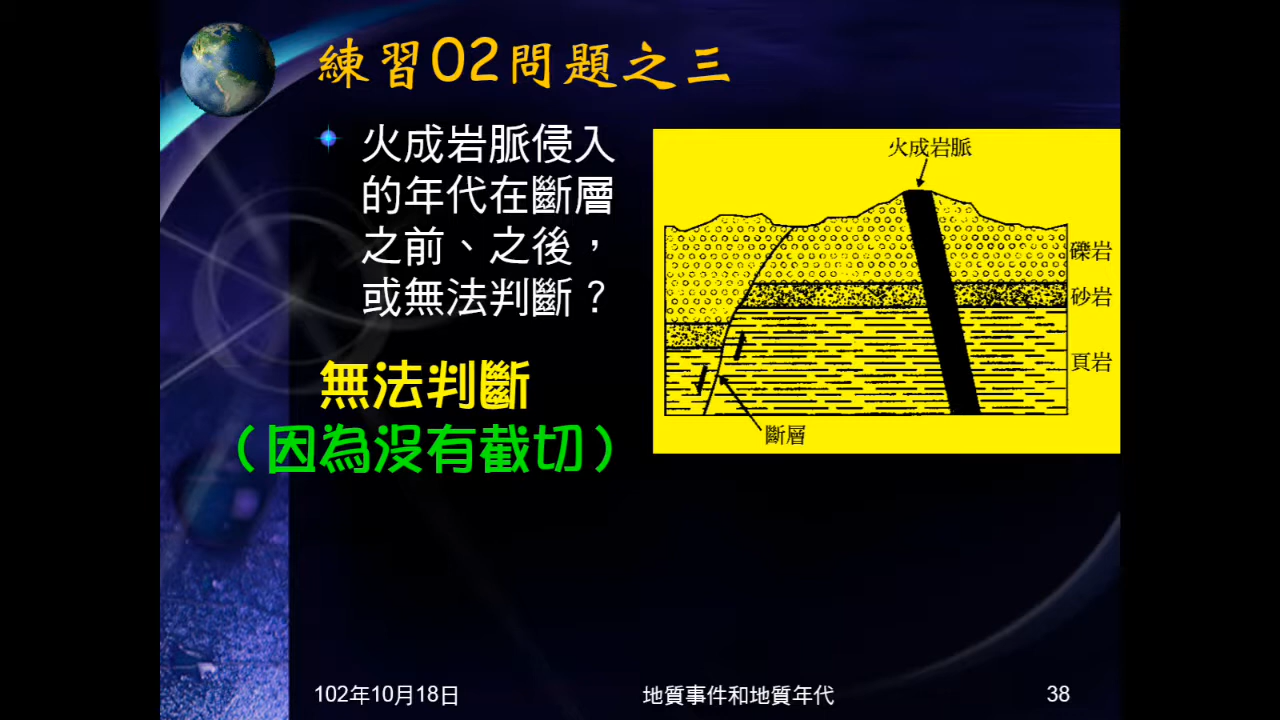 練習02問題之三
火成岩脈侵入
的年代在斷層
之前、之後，
或無法判斷？
無法判斷
（因為沒有截切）
火成岩脈
礫岩
砂岩
頁岩
斷層
102年10月18日
地質事件和地質年代
38